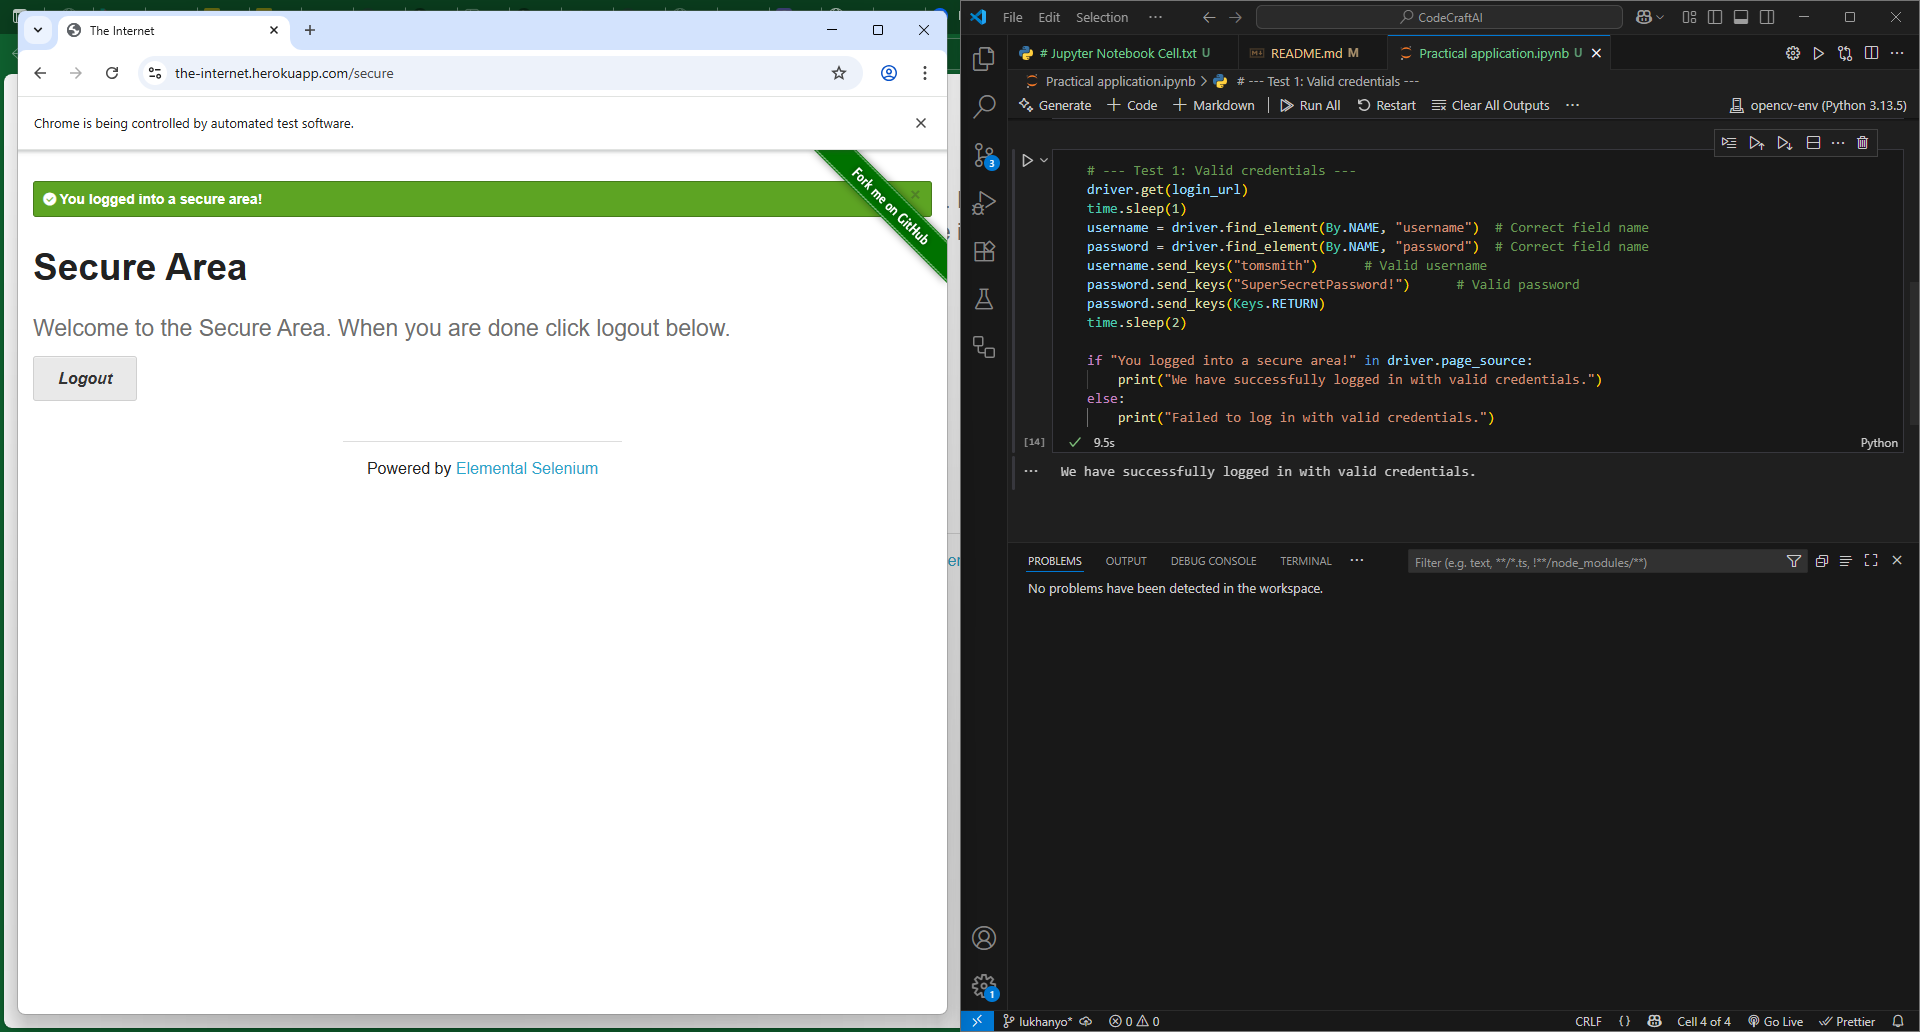 The Internet
the-internet.herokuapp.com/secure
Chrome is being controlled by automated test software.
You logged into a secure area!
Fork me on GitHub
Secure Area
Welcome to the Secure Area. When you are done click logout below.
Logout
Powered by Elemental Selenium
File Edit Selection
CodeCraftAI
# Jupyter Notebook Cell.txt U
README.md M
Practical application.ipynb U
Practical application.ipynb > # --- Test 1: Valid credentials ---
Generate + Code + Markdown Run All Restart Clear All Outputs
opencv-env (Python 3.13.5)
3
# --- Test 1: Valid credentials ---
driver.get(login_url)
time.sleep(1)
username = driver.find_element(By.NAME, "username")  # Correct field name
password = driver.find_element(By.NAME, "password")  # Correct field name
username.send_keys("tomsmith")      # Valid username
password.send_keys("SuperSecretPassword!")      # Valid password
password.send_keys(Keys.RETURN)
time.sleep(2)
if "You logged into a secure area!" in driver.page_source:
    print("We have successfully logged in with valid credentials.")
else:
    print("Failed to log in with valid credentials.")
[14] 9.5s Python
We have successfully logged in with valid credentials.
PROBLEMS OUTPUT DEBUG CONSOLE TERMINAL
Filter (e.g. text, **/*.ts, !**/node_modules/**)
No problems have been detected in the workspace.
1
lukhanyo* 0 0
CRLF {} Cell 4 of 4 Go Live Prettier